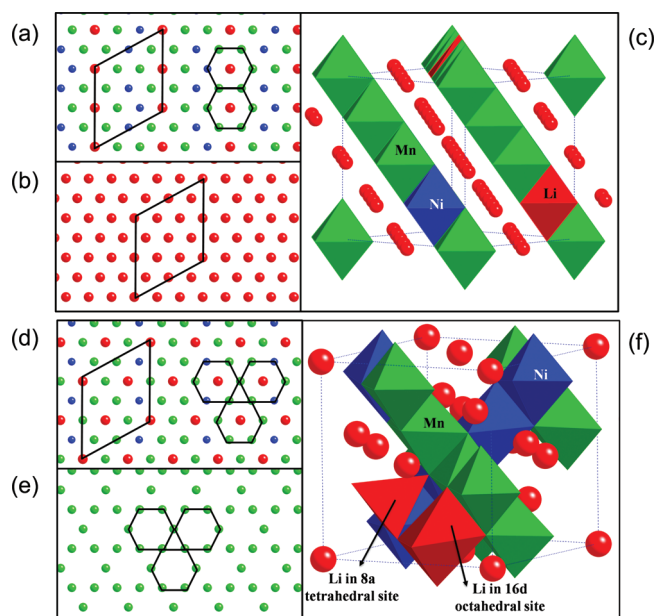 (a)
(b)
(c)
Mn
Ni
Li
(d)
(e)
(f)
Ni
Mn
Li in 8a
tetrahedral site
Li in 16d
octahedral site